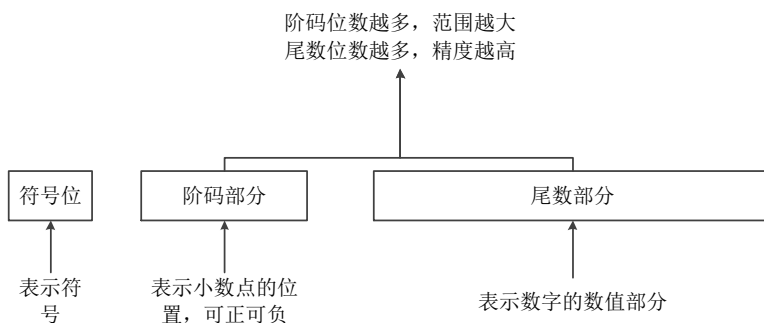 阶码位数越多，范围越大
尾数位数越多，精度越高
符号位
阶码部分
尾数部分
表示符
号
表示小数点的位
置，可正可负
表示数字的数值部分